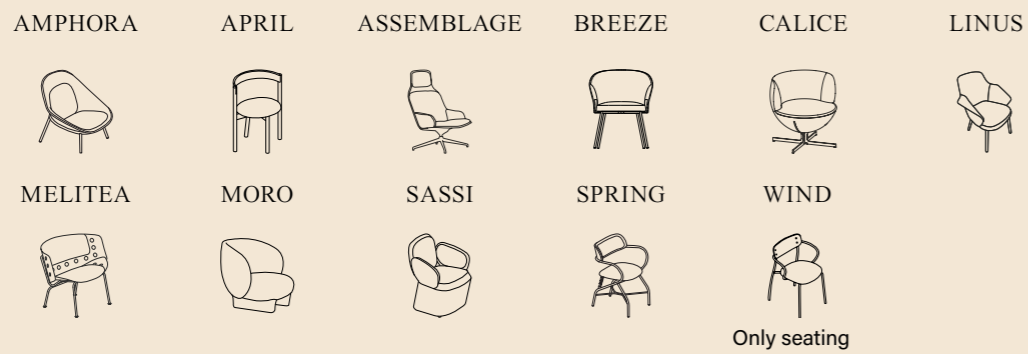 AMPHORA APRIL ASSEMBLAGE BREEZE CALICE LINUS
MELITEA MORO SASSI SPRING WIND
Only seating